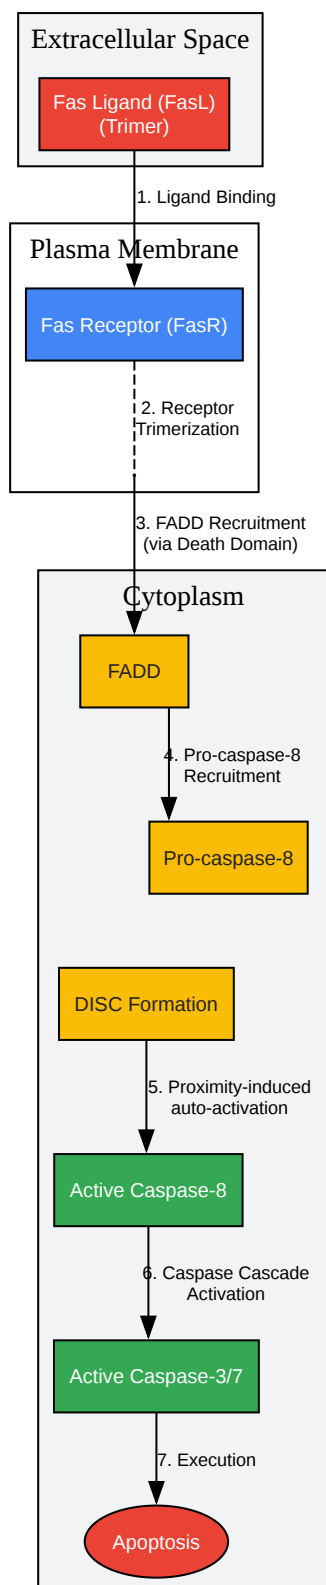 Extracellular Space
Fas Ligand (FasL)
(Trimer)
1. Ligand Binding
Plasma Membrane
Fas Receptor (FasR)
2. Receptor
Trimerization
3. FADD Recruitment
(via Death Domain)
Cytoplasm
FADD
4. Pro-caspase-8
Recruitment
Pro-caspase-8
DISC Formation
5. Proximity-induced
auto-activation
Active Caspase-8
6. Caspase Cascade
Activation
Active Caspase-3/7
7. Execution
Apoptosis